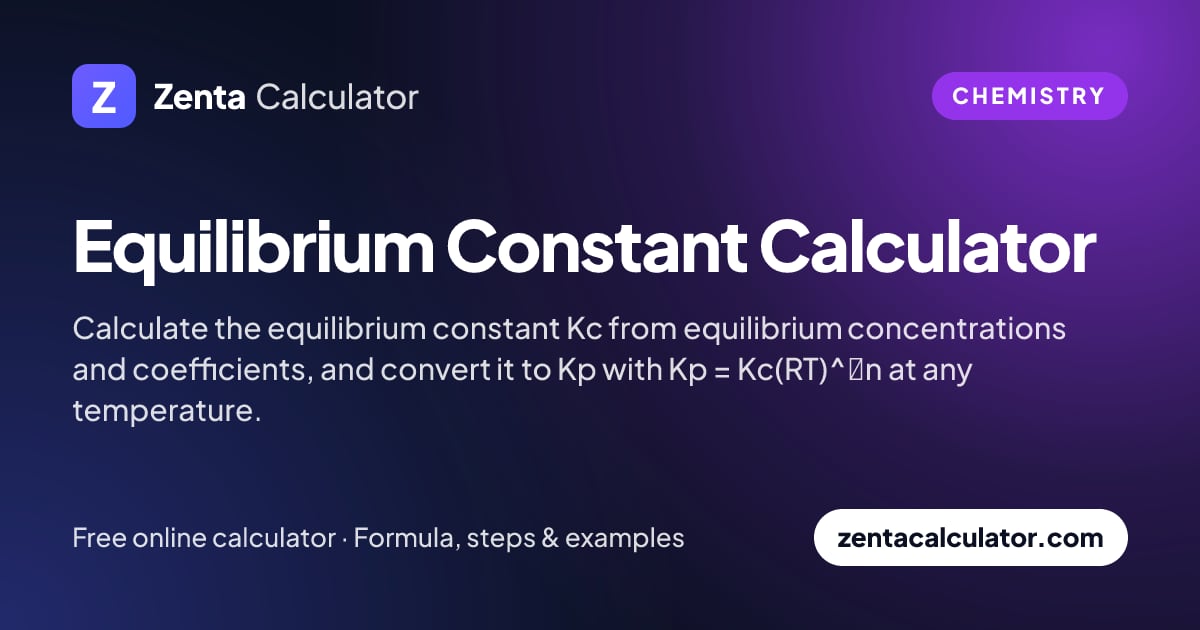 Z
Zenta Calculator
CHEMISTRY
Equilibrium Constant Calculator
Calculate the equilibrium constant Kc from equilibrium concentrations
and coefficients, and convert it to Kp with Kp = Kc(RT)^▯n at any
temperature.
Free online calculator · Formula, steps & examples
zentacalculator.com